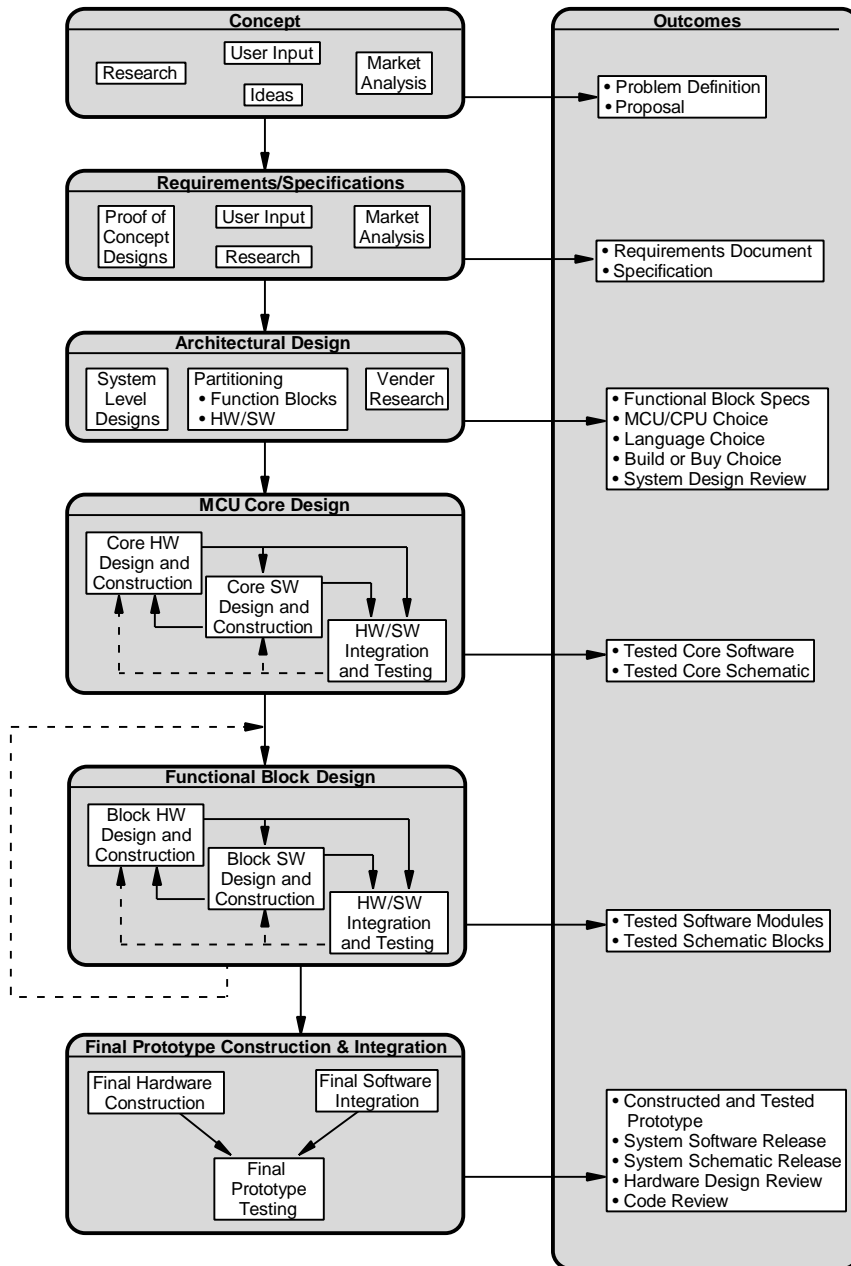 Concept
Research
User Input
Ideas
Market
Analysis
Requirements/Specifications
Proof of
Concept
Designs
User Input
Research
Market
Analysis
Architectural Design
System
Level
Designs
Partitioning
• Function Blocks
• HW/SW
Vender
Research
MCU Core Design
Core HW
Design and
Construction
Core SW
Design and
Construction
HW/SW
Integration
and Testing
Functional Block Design
Block HW
Design and
Construction
Block SW
Design and
Construction
HW/SW
Integration
and Testing
Final Prototype Construction & Integration
Final Hardware
Construction
Final Software
Integration
Final
Prototype
Testing
Outcomes
• Problem Definition
• Proposal
• Requirements Document
• Specification
• Functional Block Specs
• MCU/CPU Choice
• Language Choice
• Build or Buy Choice
• System Design Review
• Tested Core Software
• Tested Core Schematic
• Tested Software Modules
• Tested Schematic Blocks
• Constructed and Tested
Prototype
• System Software Release
• System Schematic Release
• Hardware Design Review
• Code Review